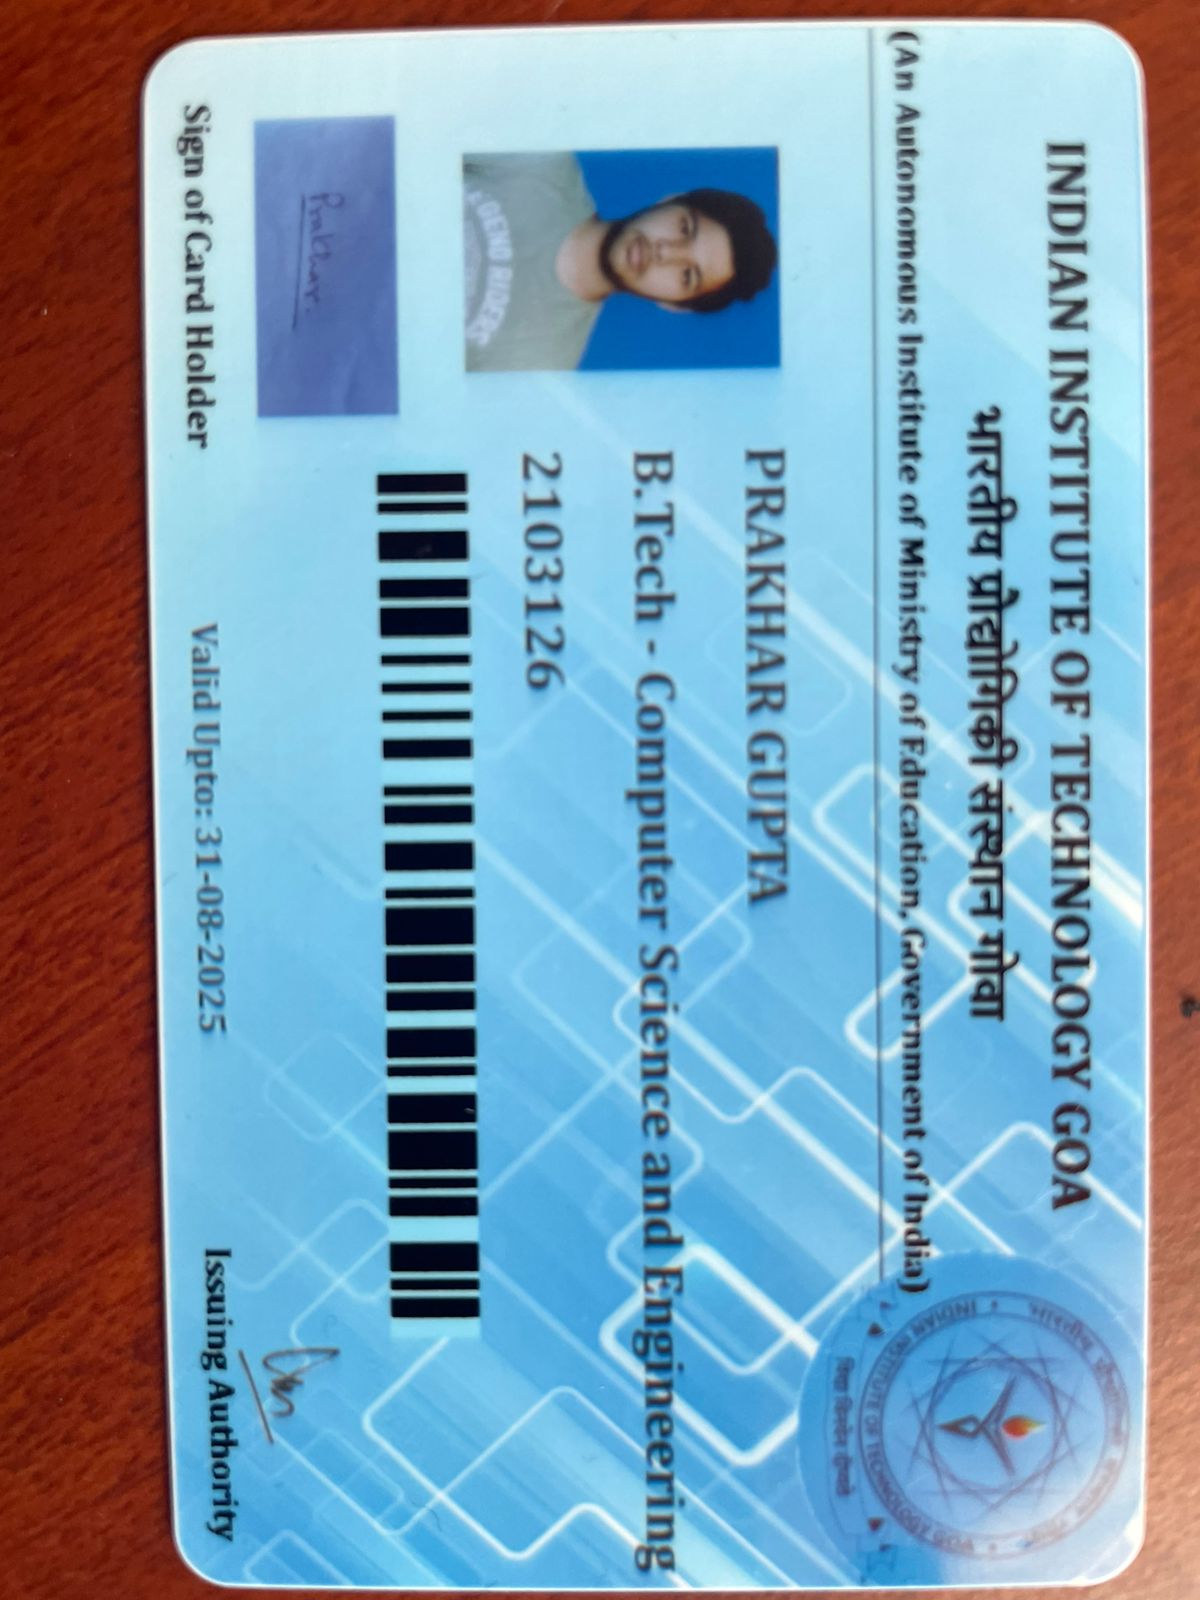 INDIAN INSTITUTE OF TECHNOLOGY GOA
भारतीय प्रौद्योगिकी संस्थान गोवा
(An Autonomous Institute of Ministry of Education, Government of India)
PRAKHAR GUPTA
B.Tech - Computer Science and Engineering
2103126
Prakhar.
Sign of Card Holder
Valid Upto: 31-08-2025
Issuing Authority
INDIAN INSTITUTE OF TECHNOLOGY GOA